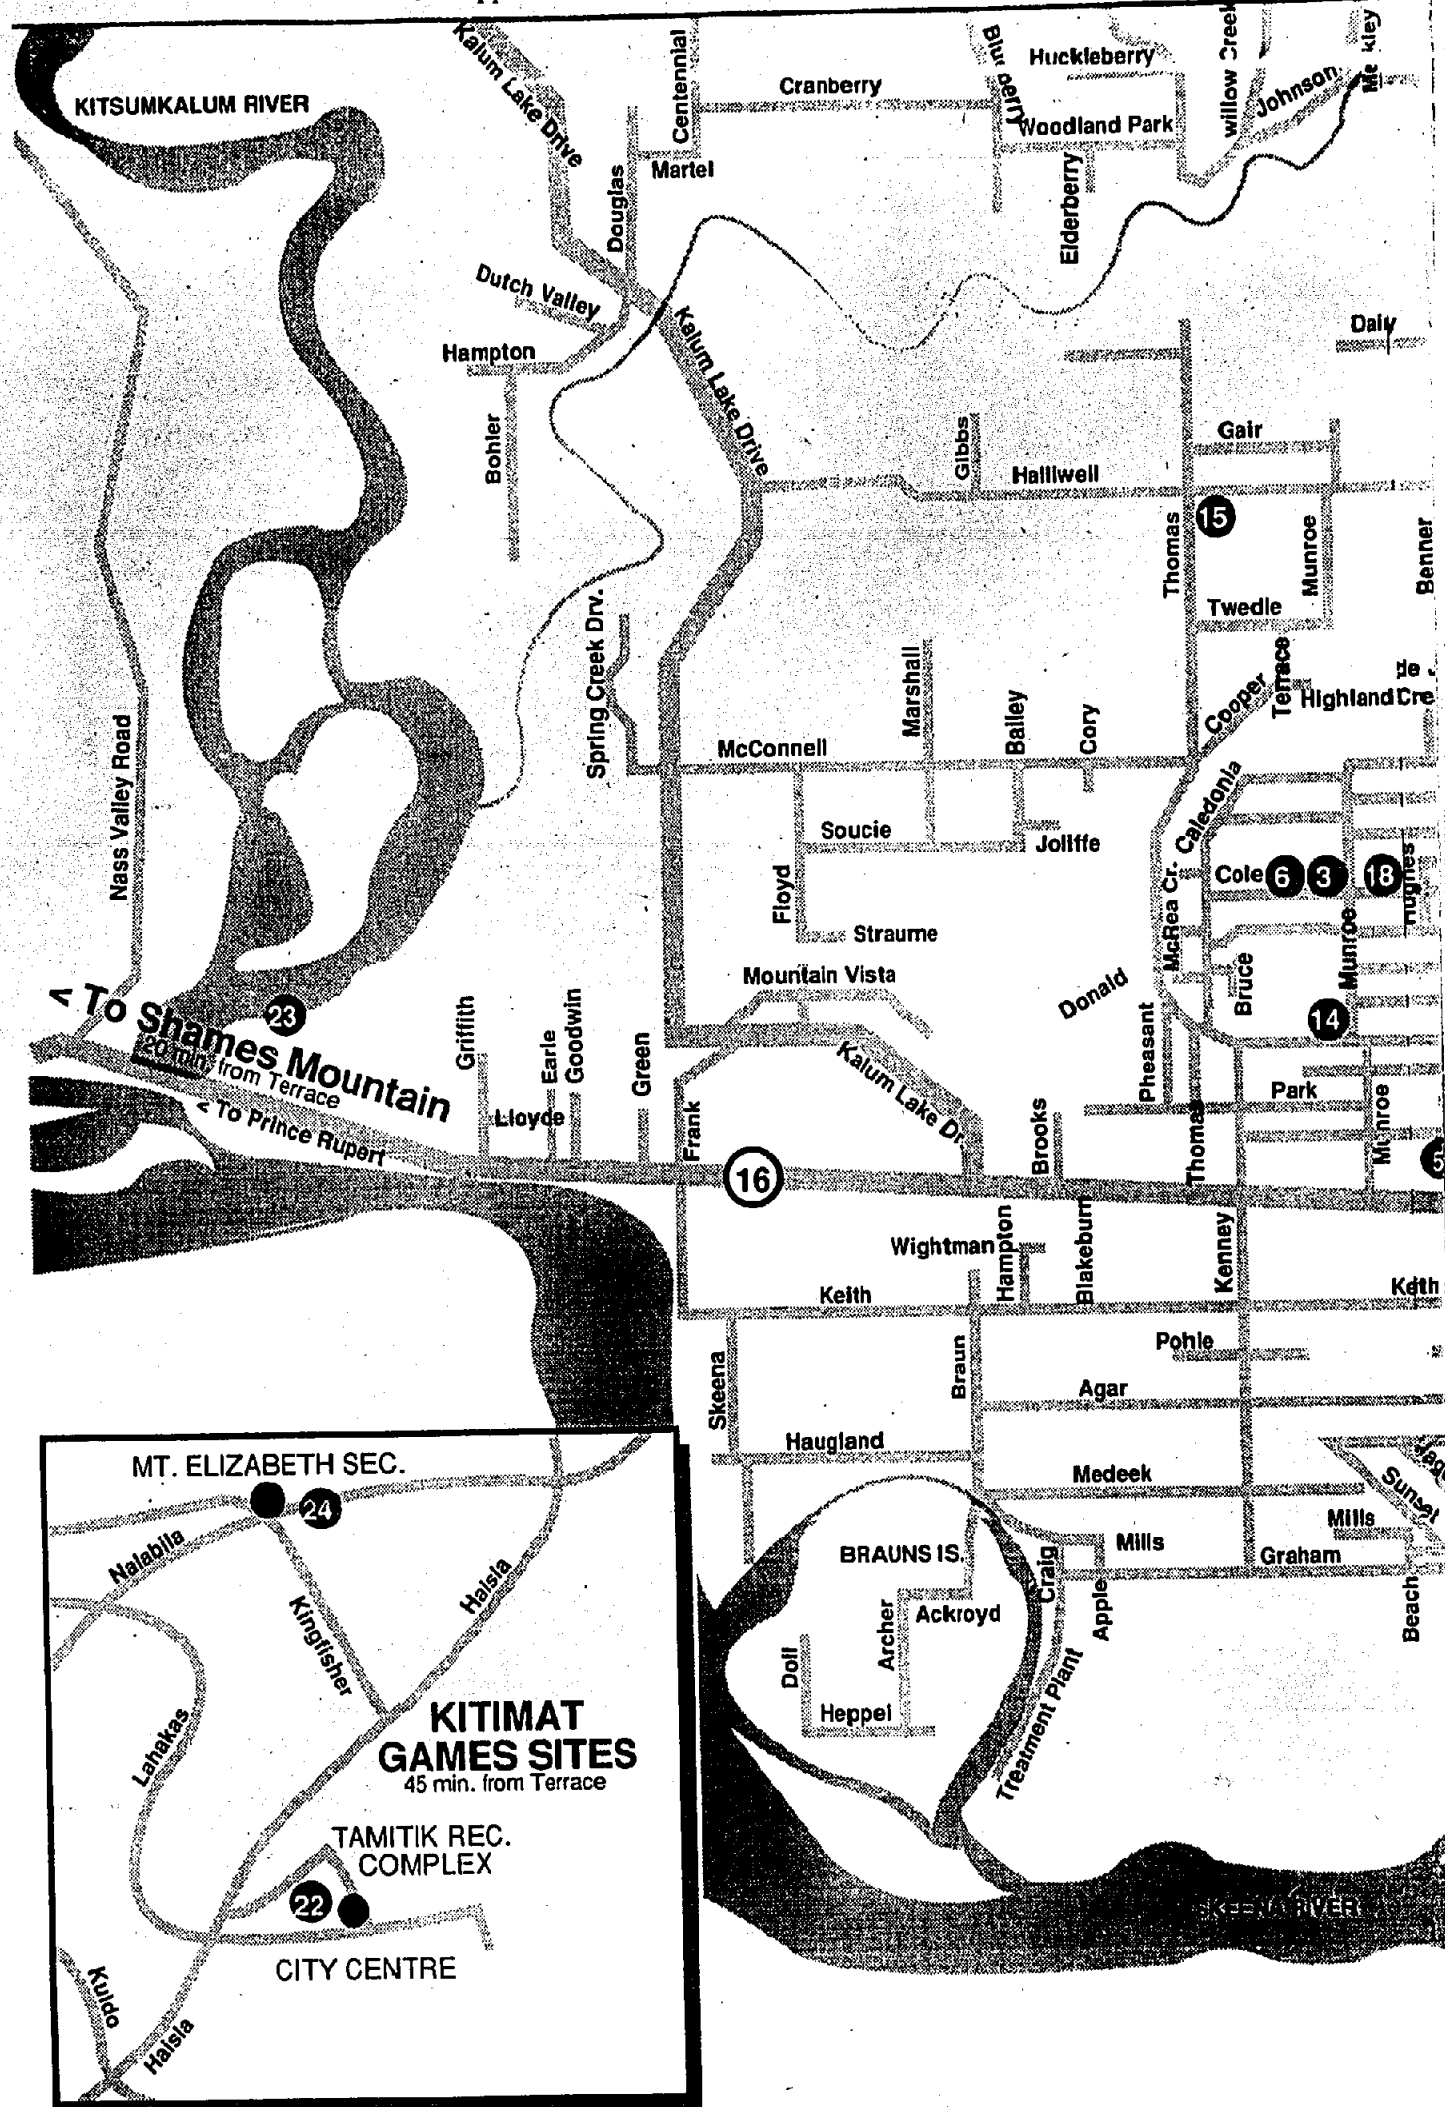 KITSUMKALUM RIVER
Kalum Lake Drive
Centennial
Cranberry
Huckleberry
willow Creek
Johnson
Woodland Park
Martel
Douglas
Elderberry
Dutch Valley
Hampton
Kalum Lake Drive
Bohler
Gibbs
Halliwell
Gair
15
Thomas
Munroe
Benner
Twedle
Spring Creek Drv.
Marshall
Bailey
Cory
Cooper
Terrace
Highland Cre
McConnell
Nass Valley Road
Soucie
Joliffe
Caledonia
Cole
6
3
18
Hughes
Floyd
Straume
McRea Cr.
Munroe
Mountain Vista
Donald
Bruce
14
< To Shames Mountain
20 min. from Terrace
23
< To Prince Rupert
Griffith
Lloyde
Earle
Goodwin
Green
Frank
Kalum Lake Dr.
Brooks
Pheasant
Park
Thomas
Munroe
16
Wightman
Hampton
Blakeburn
Kenney
Keith
Keith
Skeena
Braun
Pohle
Agar
Haugland
Medeek
Sunset
Mills
BRAUNS IS.
Craig
Mills
Graham
Apple
Beach
Archer
Ackroyd
Doll
Heppel
Treatment Plant
SKEENA RIVER
MT. ELIZABETH SEC.
24
Nalabila
Kingfisher
Haisla
Lahakas
KITIMAT
GAMES SITES
45 min. from Terrace
TAMITIK REC.
COMPLEX
22
CITY CENTRE
Kuldo
Haisla